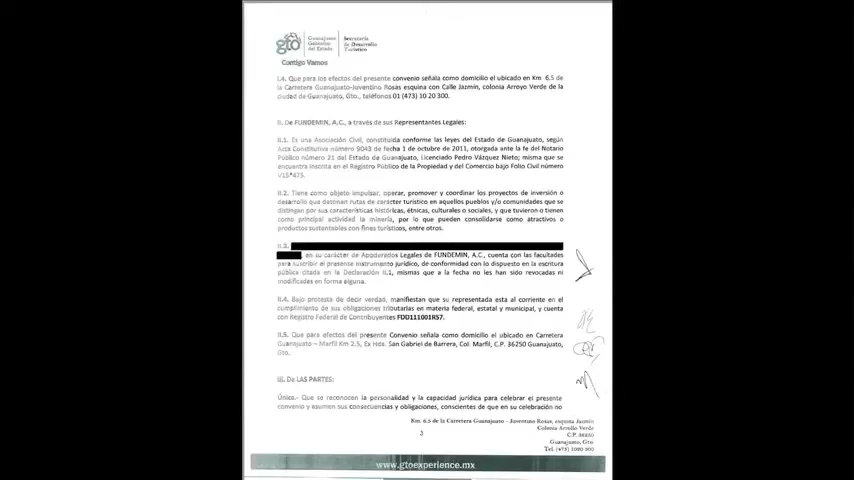 gto
Guanajuato
Gobierno
del Estado
Secretaría
de Desarrollo
Turístico
Contigo Vamos
I.4. Que para los efectos del presente convenio señala como domicilio el ubicado en Km 6.5 de
la Carretera Guanajuato-Juventino Rosas esquina con Calle Jazmín, colonia Arroyo Verde de la
ciudad de Guanajuato, Gto., teléfonos 01 (473) 10 20 300.
II. De FUNDEMIN, A.C., a través de sus Representantes Legales:
II.1. Es una Asociación Civil, constituida conforme las leyes del Estado de Guanajuato, según
Acta Constitutiva número 9043 de fecha 1 de octubre de 2011, otorgada ante la fe del Notario
Público número 21 del Estado de Guanajuato, Licenciado Pedro Vázquez Nieto; misma que se
encuentra inscrita en el Registro Público de la Propiedad y del Comercio bajo Folio Civil número
V15*475.
II.2. Tiene como objeto impulsar, operar, promover y coordinar los proyectos de inversión o
desarrollo que detonen rutas de carácter turístico en aquellos pueblos y/o comunidades que se
distingan por sus características históricas, étnicas, culturales o sociales, y que tuvieron o tienen
como principal actividad la minería, por lo que pueden consolidarse como atractivos o
productos sustentables con fines turísticos, entre otros.
II.3.
, en su carácter de Apoderados Legales de FUNDEMIN, A.C., cuenta con las facultades
para suscribir el presente instrumento jurídico, de conformidad con lo dispuesto en la escritura
pública citada en la Declaración II.1, mismas que a la fecha no les han sido revocadas ni
modificadas en forma alguna.
II.4. Bajo protesta de decir verdad, manifiestan que su representada esta al corriente en el
cumplimiento de sus obligaciones tributarias en materia federal, estatal y municipal, y cuenta
con Registro Federal de Contribuyentes FDD111001RS7.
II.5. Que para efectos del presente Convenio señala como domicilio el ubicado en Carretera
Guanajuato – Marfil Km 2.5, Ex Hda. San Gabriel de Barrera, Col. Marfil, C.P. 36250 Guanajuato,
Gto.
III. De LAS PARTES:
Único.- Que se reconocen la personalidad y la capacidad jurídica para celebrar el presente
convenio y asumen sus consecuencias y obligaciones, conscientes de que en su celebración no
Km. 6.5 de la Carretera Guanajuato - Juventino Rosas, esquina Jazmín
Colonia Arroyo Verde
C.P. 36250
Guanajuato, Gto.
Tel. (473) 1020 300
3
www.gtoexperience.mx